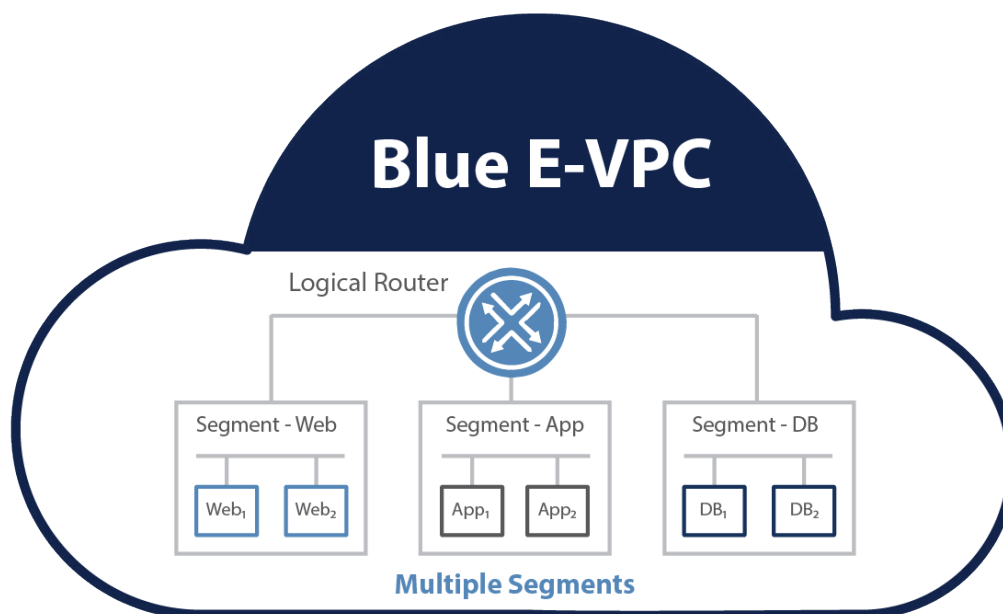 Blue E-VPC
Logical Router
Segment - Web
Segment - App
Segment - DB
Web₁
Web₂
App₁
App₂
DB₁
DB₂
Multiple Segments